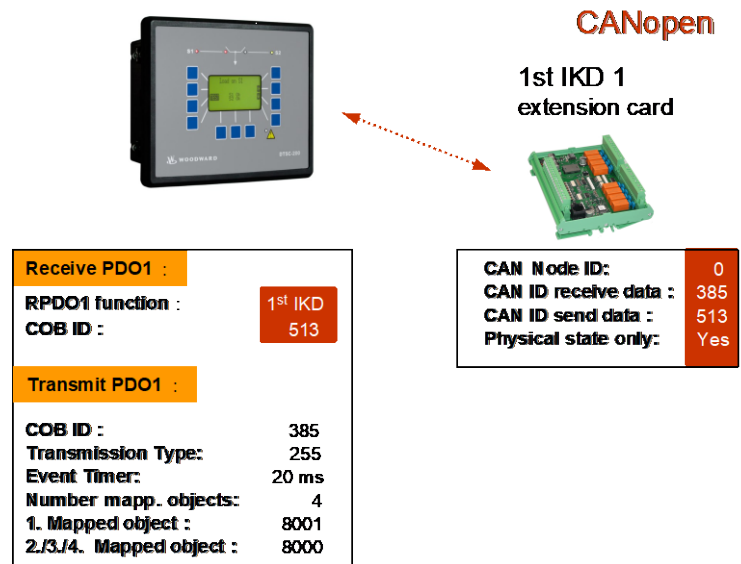 CANopen
1st IKD 1
extension card
S1
S2
WOODWARD
Receive PDO1 :
RPDO1 function : 1st IKD
COB ID : 513
Transmit PDO1 :
COB ID : 385
Transmission Type: 255
Event Timer: 20 ms
Number mapp. objects: 4
1. Mapped object : 8001
2./3./4. Mapped object : 8000
CAN Node ID: 0
CAN ID receive data : 385
CAN ID send data : 513
Physical state only: Yes